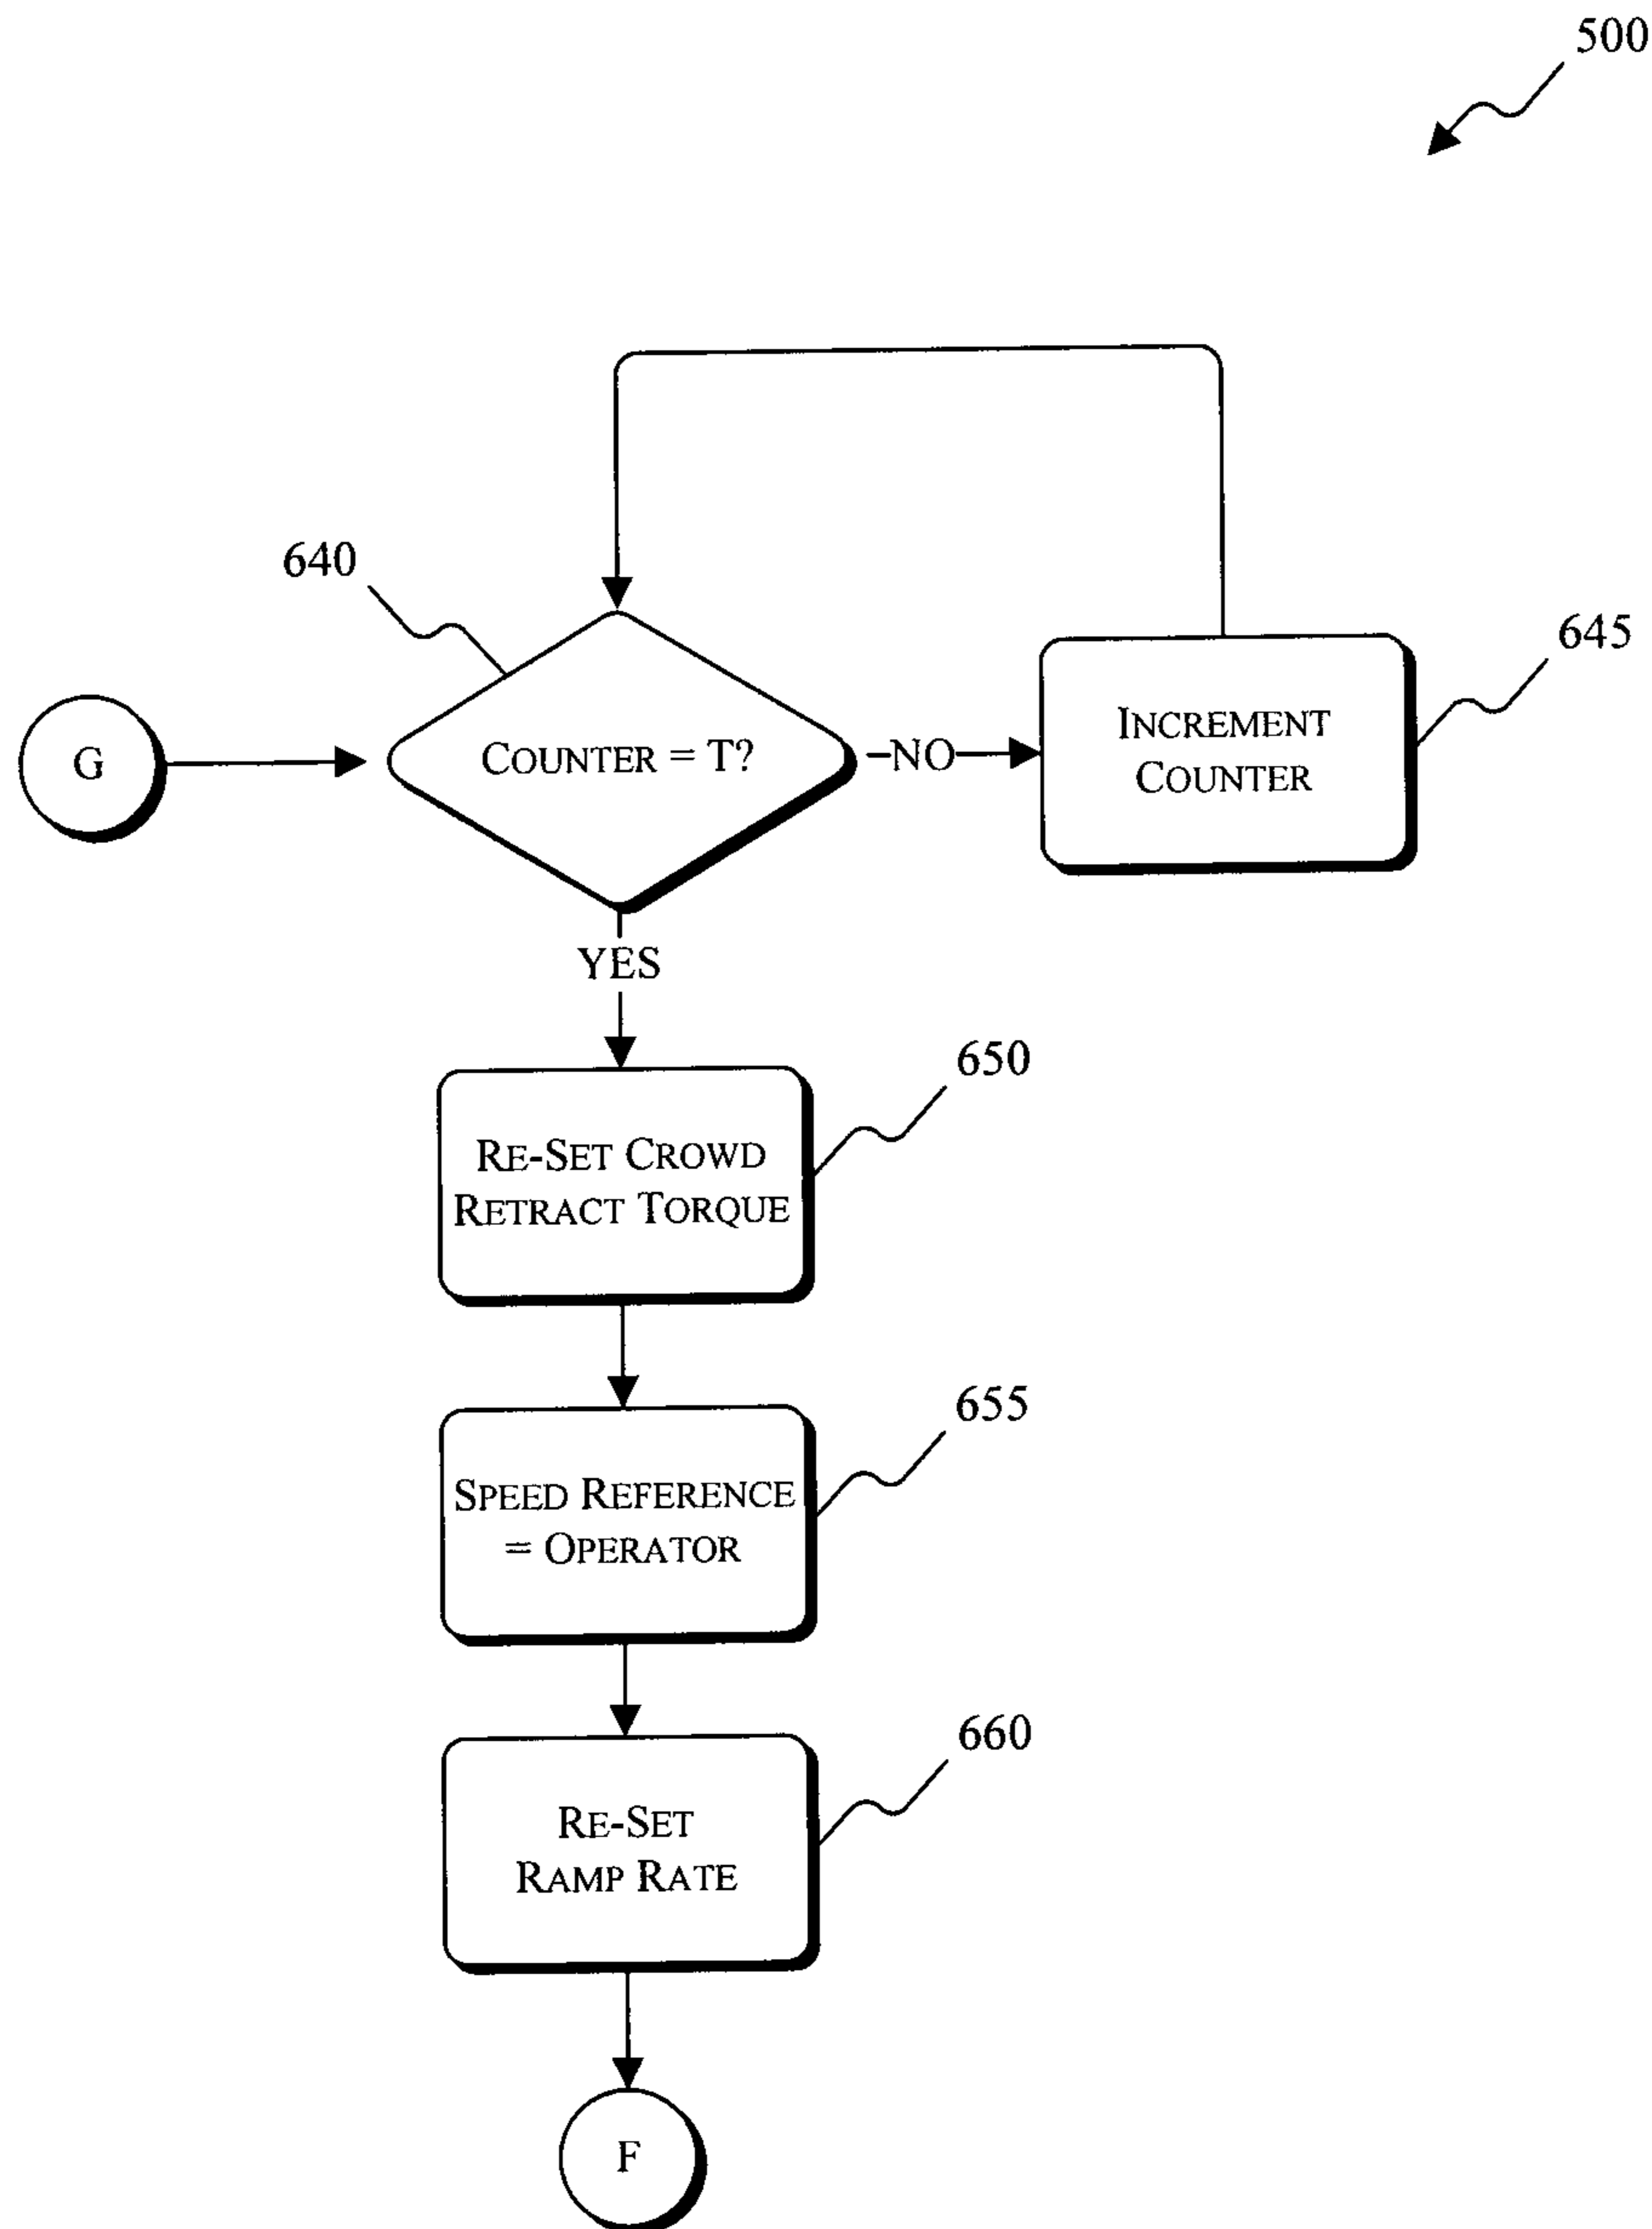 500
640
645
G
COUNTER = T?
–NO
INCREMENT
COUNTER
YES
650
RE-SET CROWD
RETRACT TORQUE
655
SPEED REFERENCE
= OPERATOR
660
RE-SET
RAMP RATE
F